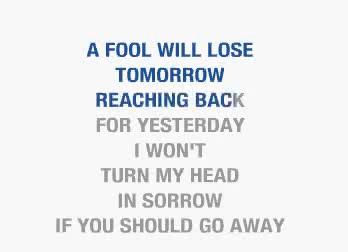 A FOOL WILL LOSE
TOMORROW
REACHING BACK
FOR YESTERDAY
I WON'T
TURN MY HEAD
IN SORROW
IF YOU SHOULD GO AWAY